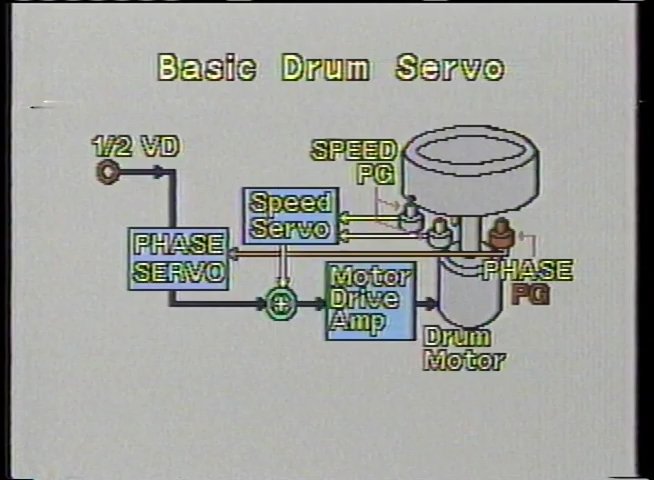 Basic Drum Servo
1/2 VD
SPEED
PG
Speed
Servo
PHASE
SERVO
+
Motor
Drive
Amp
PHASE
PG
Drum
Motor